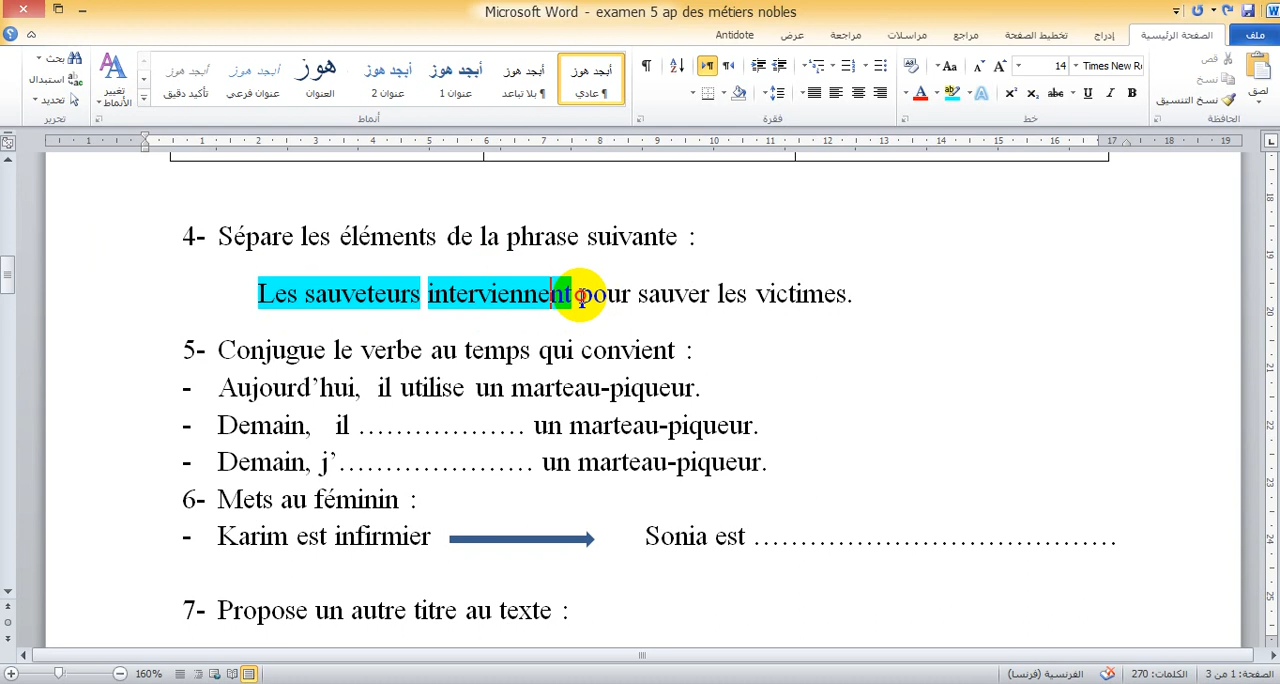 Microsoft Word - examen 5 ap des métiers nobles
ملف
الصفحة الرئيسية
إدراج
تخطيط الصفحة
مراجع
مراسلات
مراجعة
عرض
Antidote
قص
نسخ
نسخ التنسيق
لصق
الحافظة
Times New Ro
14
خط
فقرة
أبجد هوز
عادي
أبجد هوز
بلا تباعد
أبجد هوز
عنوان 1
أبجد هوز
عنوان 2
هوز
العنوان
أبجد هوز
عنوان فرعي
أبجد هوز
تأكيد دقيق
تغيير الأنماط
أنماط
بحث
استبدال
تحديد
تحرير
4- Sépare les éléments de la phrase suivante :
Les sauveteurs interviennent pour sauver les victimes.
5- Conjugue le verbe au temps qui convient :
- Aujourd’hui, il utilise un marteau-piqueur.
- Demain, il ……………… un marteau-piqueur.
- Demain, j’………………… un marteau-piqueur.
6- Mets au féminin :
- Karim est infirmier Sonia est …………………………………
7- Propose un autre titre au texte :
الصفحة: 1 من 3
الكلمات: 270
الفرنسية (فرنسا)
160%